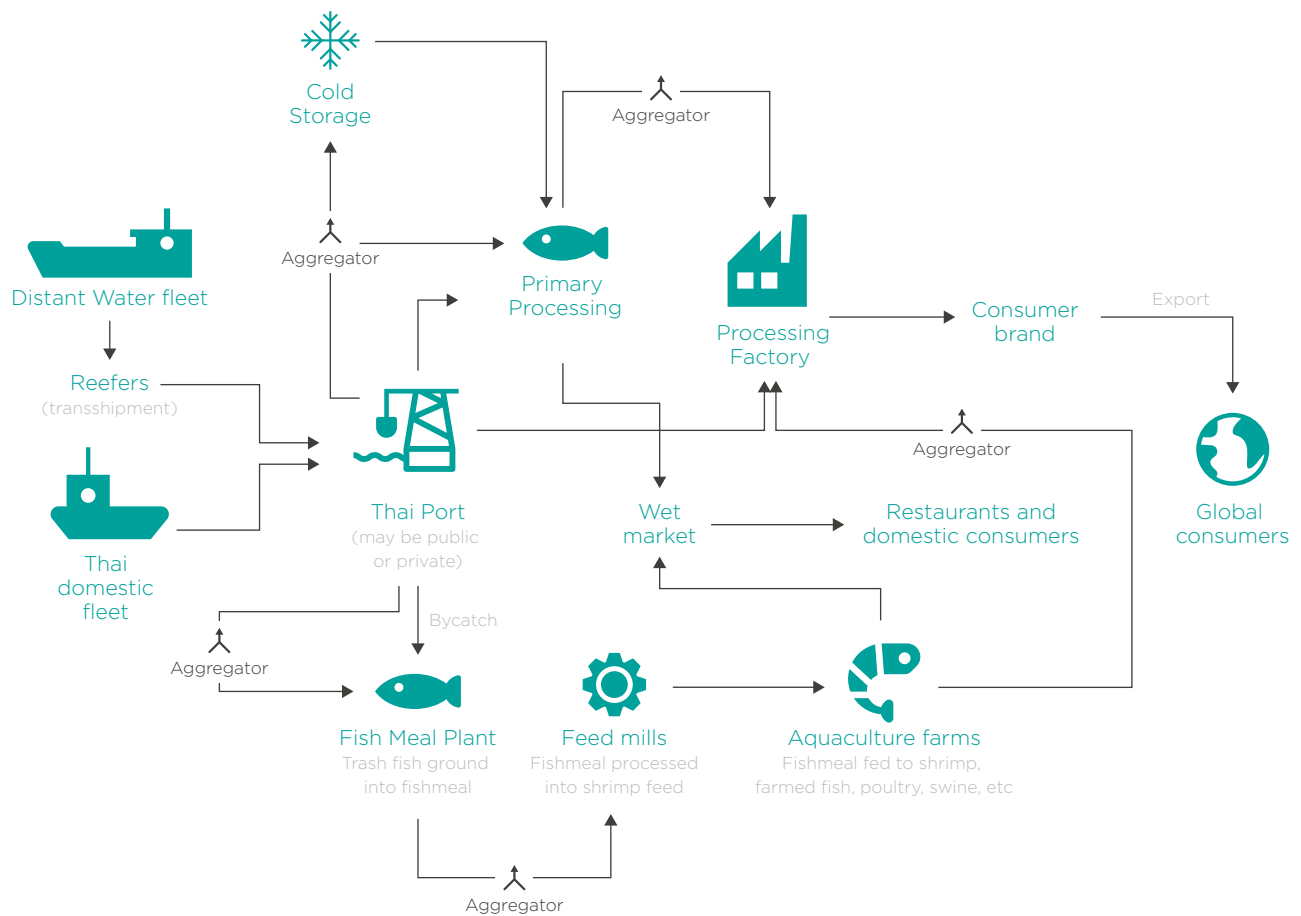 Cold
Storage
Aggregator
Aggregator
Distant Water fleet
Primary
Processing
Export
Consumer
brand
Processing
Factory
Reefers
(transshipment)
Aggregator
Thai Port
(may be public
or private)
Wet
market
Restaurants and
domestic consumers
Global
consumers
Thai
domestic
fleet
Bycatch
Aggregator
Fish Meal Plant
Trash fish ground
into fishmeal
Feed mills
Fishmeal processed
into shrimp feed
Aquaculture farms
Fishmeal fed to shrimp,
farmed fish, poultry, swine, etc
Aggregator